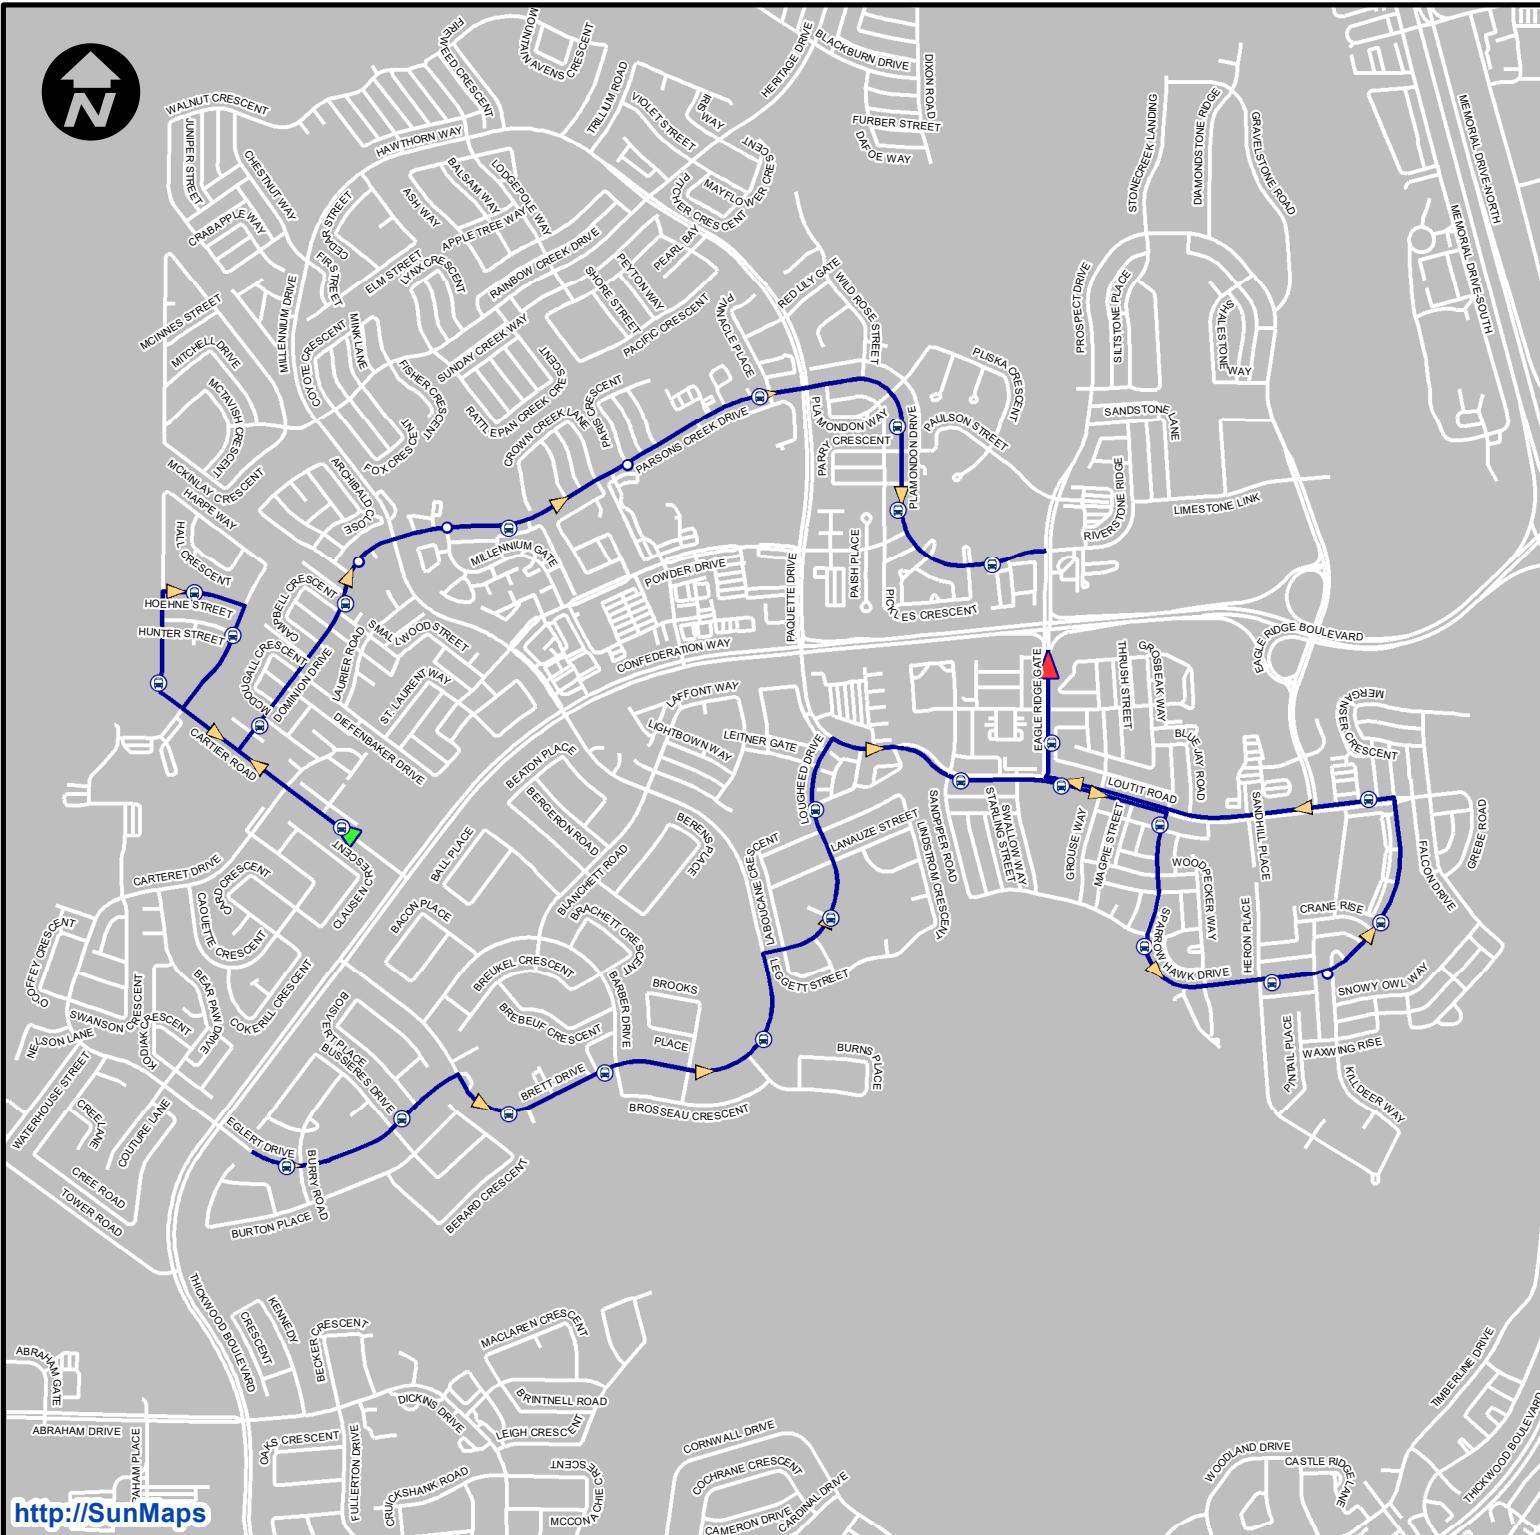 FIREWEED CRESCENT
MOUNTAIN AVENS CRESCENT
HERITAGE DRIVE
BLACKBURN DRIVE
DIXON ROAD
TRILLIUM ROAD
VIOLET STREET
IRIS WAY
FURBER STREET
DAFOE WAY
N
WALNUT CRESCENT
JUNIPER STREET
CHESTNUT WAY
HAWTHORN WAY
BALSAM WAY
LODGEPOLE WAY
ASH WAY
APPLE TREE WAY
MAYFLOWER CRESCENT
PITCHER CRESCENT
STONECREEK LANDING
DIAMONDSTONE RIDGE
GRAVELSTONE ROAD
MEMORIAL DRIVE-NORTH
MEMORIAL DRIVE-SOUTH
CRABAPPLE WAY
CEDAR STREET
FIR STREET
ELM STREET
LYNX CRESCENT
RAINBOW CREEK DRIVE
PEARL BAY
PEYTON WAY
SHORE STREET
PACIFIC CRESCENT
PINNACLE PLACE
RED LILY GATE
WILD ROSE STREET
PROSPECT DRIVE
SILTSTONE PLACE
SHALESTONE WAY
MCINNES STREET
MITCHELL DRIVE
MILLENNIUM DRIVE
COYOTE CRESCENT
MINK LANE
FISHER CRESCENT
SUNDAY CREEK WAY
RATTLEPAN CREEK CRESCENT
CROWN CREEK LANE
PARIS CRESCENT
PARSONS CREEK DRIVE
PLAMONDON WAY
PARRY CRESCENT
PLAMONDON DRIVE
PLISKA CRESCENT
PAULSON STREET
SANDSTONE LANE
RIVERSTONE RIDGE
LIMESTONE LINK
MCTAVISH CRESCENT
MCKINLAY CRESCENT
FOX CRESCENT
ARCHIBALD CLOSE
HARPE WAY
HALL CRESCENT
HOEHNE STREET
HUNTER STREET
CAMPBELL CRESCENT
MCDOUGALL CRESCENT
DOMINION DRIVE
LAURIER ROAD
SMALLWOOD STREET
ST. LAURENT WAY
DIEFENBAKER DRIVE
MILLENNIUM GATE
POWDER DRIVE
PAQUETTE DRIVE
PAISH PLACE
PICKLES CRESCENT
CONFEDERATION WAY
EAGLE RIDGE BOULEVARD
EAGLE RIDGE GATE
THRUSH STREET
GROSBEAK WAY
BLUE JAY ROAD
LOUTIT ROAD
MERGANSER CRESCENT
CARTIER ROAD
LAFFONT WAY
LIGHTBOWN WAY
LEITNER GATE
LOUGHEED DRIVE
BEATON PLACE
BERGERON ROAD
BERENS PLACE
BLANCHETT ROAD
BALL PLACE
BACON PLACE
LANAUZE STREET
LABOUCANE CRESCENT
LINDSTROM CRESCENT
SANDPIPER ROAD
STARLING STREET
SWALLOW WAY
GROUSE WAY
MAGPIE STREET
WOODPECKER WAY
SPARROW HAWK DRIVE
SANDHILL PLACE
HERON PLACE
CRANE RISE
SNOWY OWL WAY
FALCON DRIVE
GREBE ROAD
WAXWING RISE
PINTAIL PLACE
KILLDEER WAY
CARTERET DRIVE
CARD CRESCENT
CAOUETTE CRESCENT
CLAUSEN CRESCENT
COKERILL CRESCENT
O'COFFEY CRESCENT
SWANSON CRESCENT
NELSON LANE
KODIAK CRESCENT
BEAR PAW DRIVE
WATERHOUSE STREET
CREE LANE
COUTURE LANE
CREE ROAD
TOWER ROAD
BRACHETT CRESCENT
BREUKEL CRESCENT
BREBEUF CRESCENT
BARBER DRIVE
BROOKS PLACE
LEGGETT STREET
BOISVERT PLACE
BUSSIERES DRIVE
BRETT DRIVE
BROSSEAU CRESCENT
BURNS PLACE
EGLERT DRIVE
BURRY ROAD
BURTON PLACE
BERARD CRESCENT
THICKWOOD BOULEVARD
KENNEDY CRESCENT
BECKER CRESCENT
MACLAREN CRESCENT
BRINTNELL ROAD
DICKINS DRIVE
LEIGH CRESCENT
ABRAHAM GATE
ABRAHAM DRIVE
OAKS CRESCENT
FULLERTON DRIVE
CRUICKSHANK ROAD
MCCONACHIE CRESCENT
CORNWALL DRIVE
COCHRANE CRESCENT
CAMERON DRIVE
CARDINAL DRIVE
TIMBERLINE DRIVE
WOODLAND DRIVE
CASTLE RIDGE LANE
THICKWOOD BOULEVARD
http://SunMaps